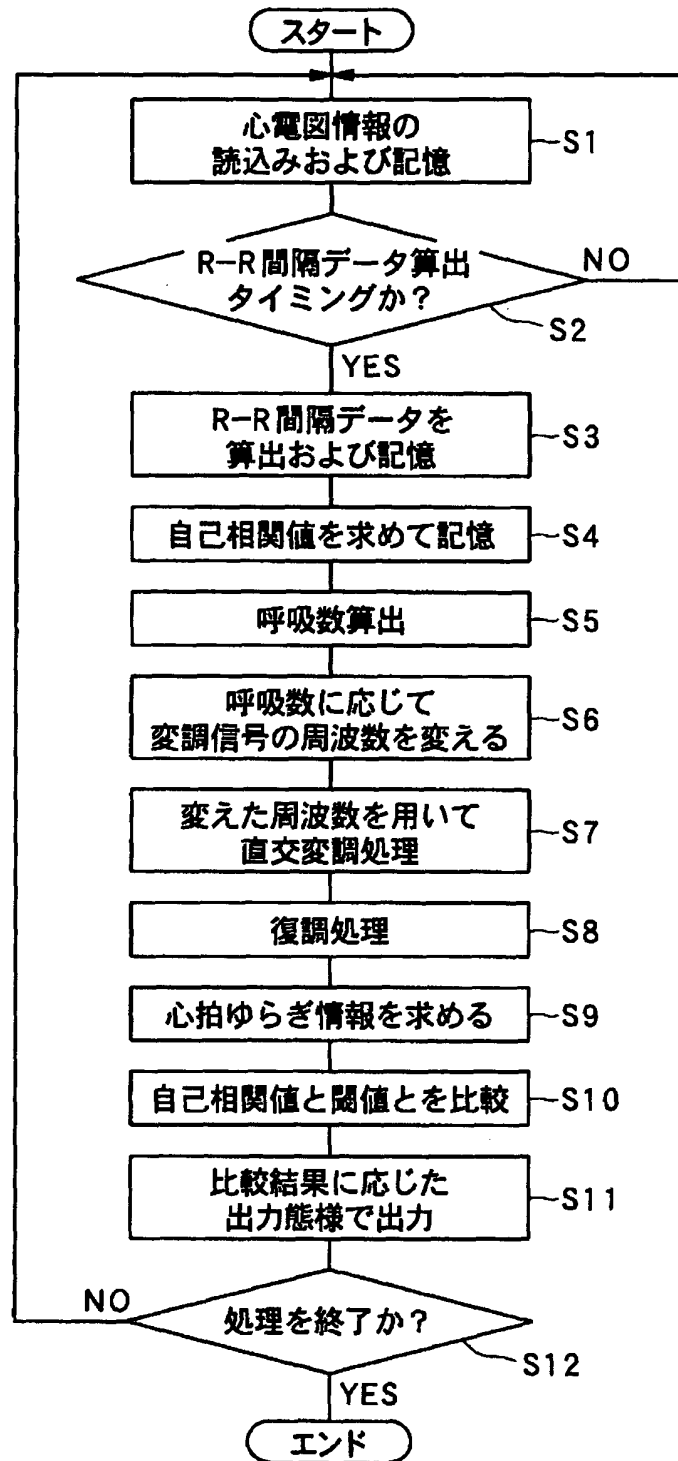 スタート
心電図情報の
読込みおよび記憶
S1
R-R間隔データ算出
タイミングか?
NO
S2
YES
R-R間隔データを
算出および記憶
S3
自己相関値を求めて記憶
S4
呼吸数算出
S5
呼吸数に応じて
変調信号の周波数を変える
S6
変えた周波数を用いて
直交変調処理
S7
復調処理
S8
心拍ゆらぎ情報を求める
S9
自己相関値と閾値とを比較
S10
比較結果に応じた
出力態様で出力
S11
NO
処理を終了か?
S12
YES
エンド